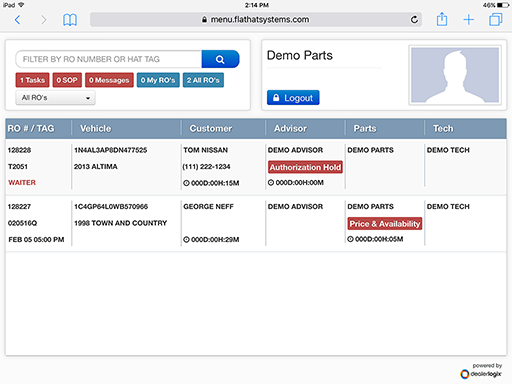 iPad 2:14 PM 46%
menu.flathatsystems.com
FILTER BY RO NUMBER OR HAT TAG
1 Tasks 0 SOP 0 Messages 0 My RO's 2 All RO's
All RO's
Demo Parts
Logout
RO # / TAG Vehicle Customer Advisor Parts Tech
128228 1N4AL3AP8DN477525 TOM NISSAN DEMO ADVISOR DEMO PARTS DEMO TECH
T2051 2013 ALTIMA (111) 222-1234 Authorization Hold
WAITER 000D:00H:15M 000D:00H:00M
128227 1C4GP64L0WB570966 GEORGE NEFF DEMO ADVISOR DEMO PARTS DEMO TECH
020516Q 1998 TOWN AND COUNTRY Price & Availability
FEB 05 05:00 PM 000D:00H:29M 000D:00H:05M
powered by
dealerlogix